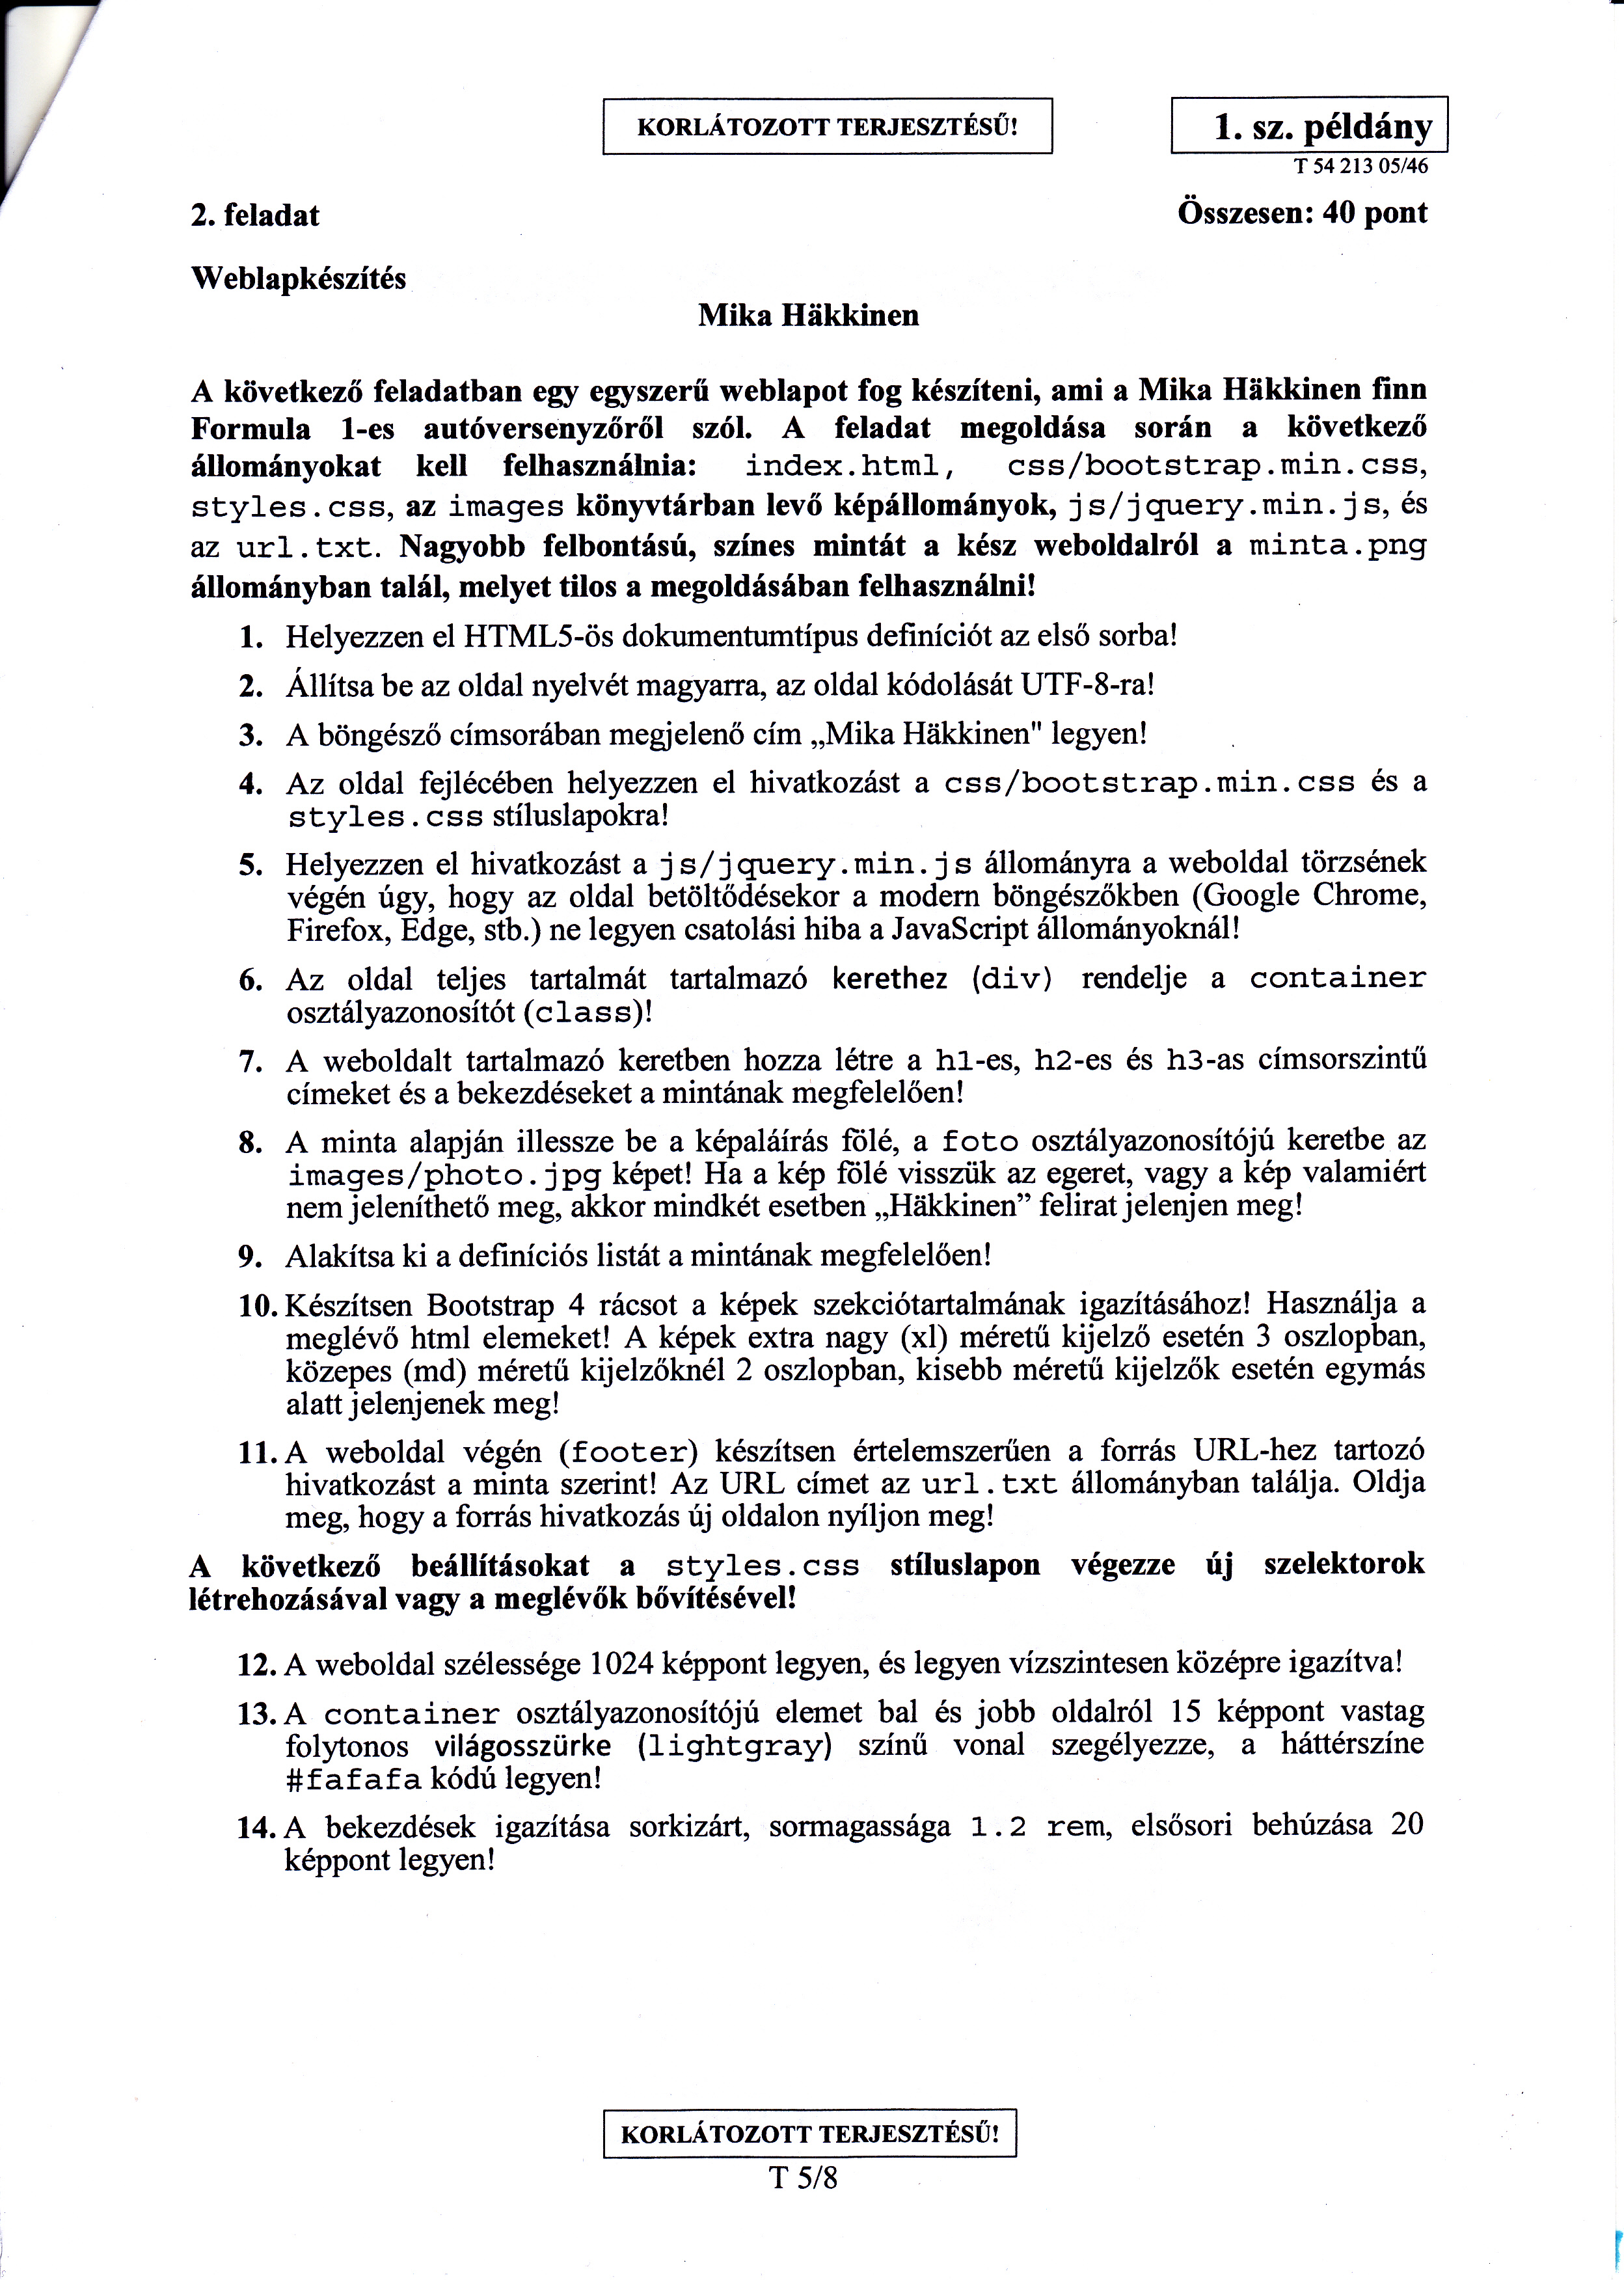 KORLÁTOZOTT TERJESZTÉSŰ!
1. sz. példány
T 54 213 05/46
2. feladat
Összesen: 40 pont
Weblapkészítés
Mika Häkkinen
A következő feladatban egy egyszerű weblapot fog készíteni, ami a Mika Häkkinen finn
Formula 1-es autóversenyzőről szól. A feladat megoldása során a következő
állományokat kell felhasználnia: index.html, css/bootstrap.min.css,
styles.css, az images könyvtárban levő képállományok, js/jquery.min.js, és
az url.txt. Nagyobb felbontású, színes mintát a kész weboldalról a minta.png
állományban talál, melyet tilos a megoldásában felhasználni!
1. Helyezzen el HTML5-ös dokumentumtípus definíciót az első sorba!
2. Állítsa be az oldal nyelvét magyarra, az oldal kódolását UTF-8-ra!
3. A böngésző címsorában megjelenő cím „Mika Häkkinen" legyen!
4. Az oldal fejlécében helyezzen el hivatkozást a css/bootstrap.min.css és a
styles.css stíluslapokra!
5. Helyezzen el hivatkozást a js/jquery.min.js állományra a weboldal törzsének
végén úgy, hogy az oldal betöltődésekor a modern böngészőkben (Google Chrome,
Firefox, Edge, stb.) ne legyen csatolási hiba a JavaScript állományoknál!
6. Az oldal teljes tartalmát tartalmazó kerethez (div) rendelje a container
osztályazonosítót (class)!
7. A weboldalt tartalmazó keretben hozza létre a h1-es, h2-es és h3-as címsorszintű
címeket és a bekezdéseket a mintának megfelelően!
8. A minta alapján illessze be a képaláírás fölé, a foto osztályazonosítójú keretbe az
images/photo.jpg képet! Ha a kép fölé visszük az egeret, vagy a kép valamiért
nem jeleníthető meg, akkor mindkét esetben „Häkkinen” felirat jelenjen meg!
9. Alakítsa ki a definíciós listát a mintának megfelelően!
10. Készítsen Bootstrap 4 rácsot a képek szekciótartalmának igazításához! Használja a
meglévő html elemeket! A képek extra nagy (xl) méretű kijelző esetén 3 oszlopban,
közepes (md) méretű kijelzőknél 2 oszlopban, kisebb méretű kijelzők esetén egymás
alatt jelenjenek meg!
11. A weboldal végén (footer) készítsen értelemszerűen a forrás URL-hez tartozó
hivatkozást a minta szerint! Az URL címet az url.txt állományban találja. Oldja
meg, hogy a forrás hivatkozás új oldalon nyíljon meg!
A következő beállításokat a styles.css stíluslapon végezze új szelektorok
létrehozásával vagy a meglévők bővítésével!
12. A weboldal szélessége 1024 képpont legyen, és legyen vízszintesen középre igazítva!
13. A container osztályazonosítójú elemet bal és jobb oldalról 15 képpont vastag
folytonos világosszürke (lightgray) színű vonal szegélyezze, a háttérszíne
#fafafa kódú legyen!
14. A bekezdések igazítása sorkizárt, sormagassága 1.2 rem, elsősori behúzása 20
képpont legyen!
KORLÁTOZOTT TERJESZTÉSŰ!
T 5/8